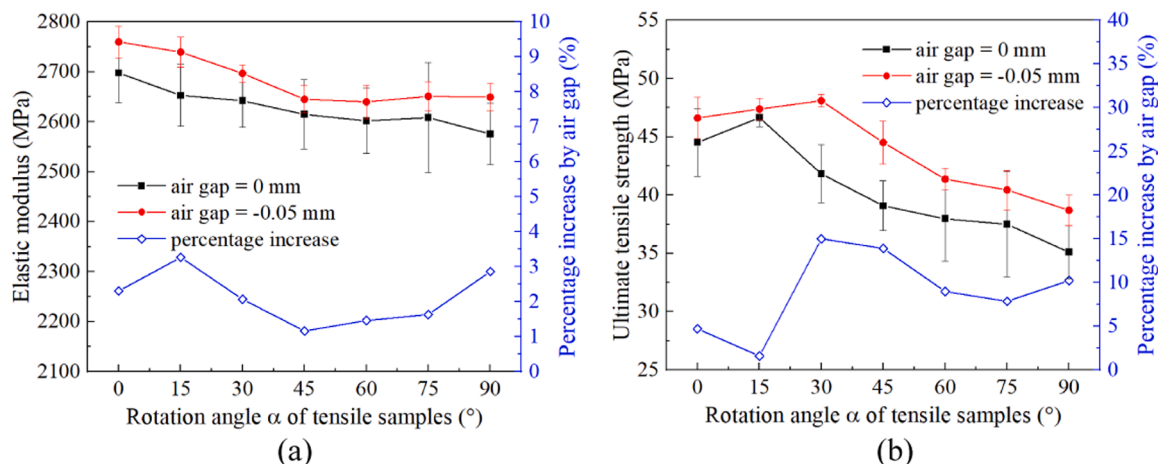 2800
2700
2600
2500
2400
2300
2200
2100
Elastic modulus (MPa)
air gap = 0 mm
air gap = -0.05 mm
percentage increase
10
9
8
7
6
5
4
3
2
1
0
Percentage increase by air gap (%)
0 15 30 45 60 75 90
Rotation angle α of tensile samples (°)
(a)
55
50
45
40
35
30
25
Ultimate tensile strength (MPa)
air gap = 0 mm
air gap = -0.05 mm
percentage increase
40
35
30
25
20
15
10
5
0
Percentage increase by air gap (%)
0 15 30 45 60 75 90
Rotation angle α of tensile samples (°)
(b)